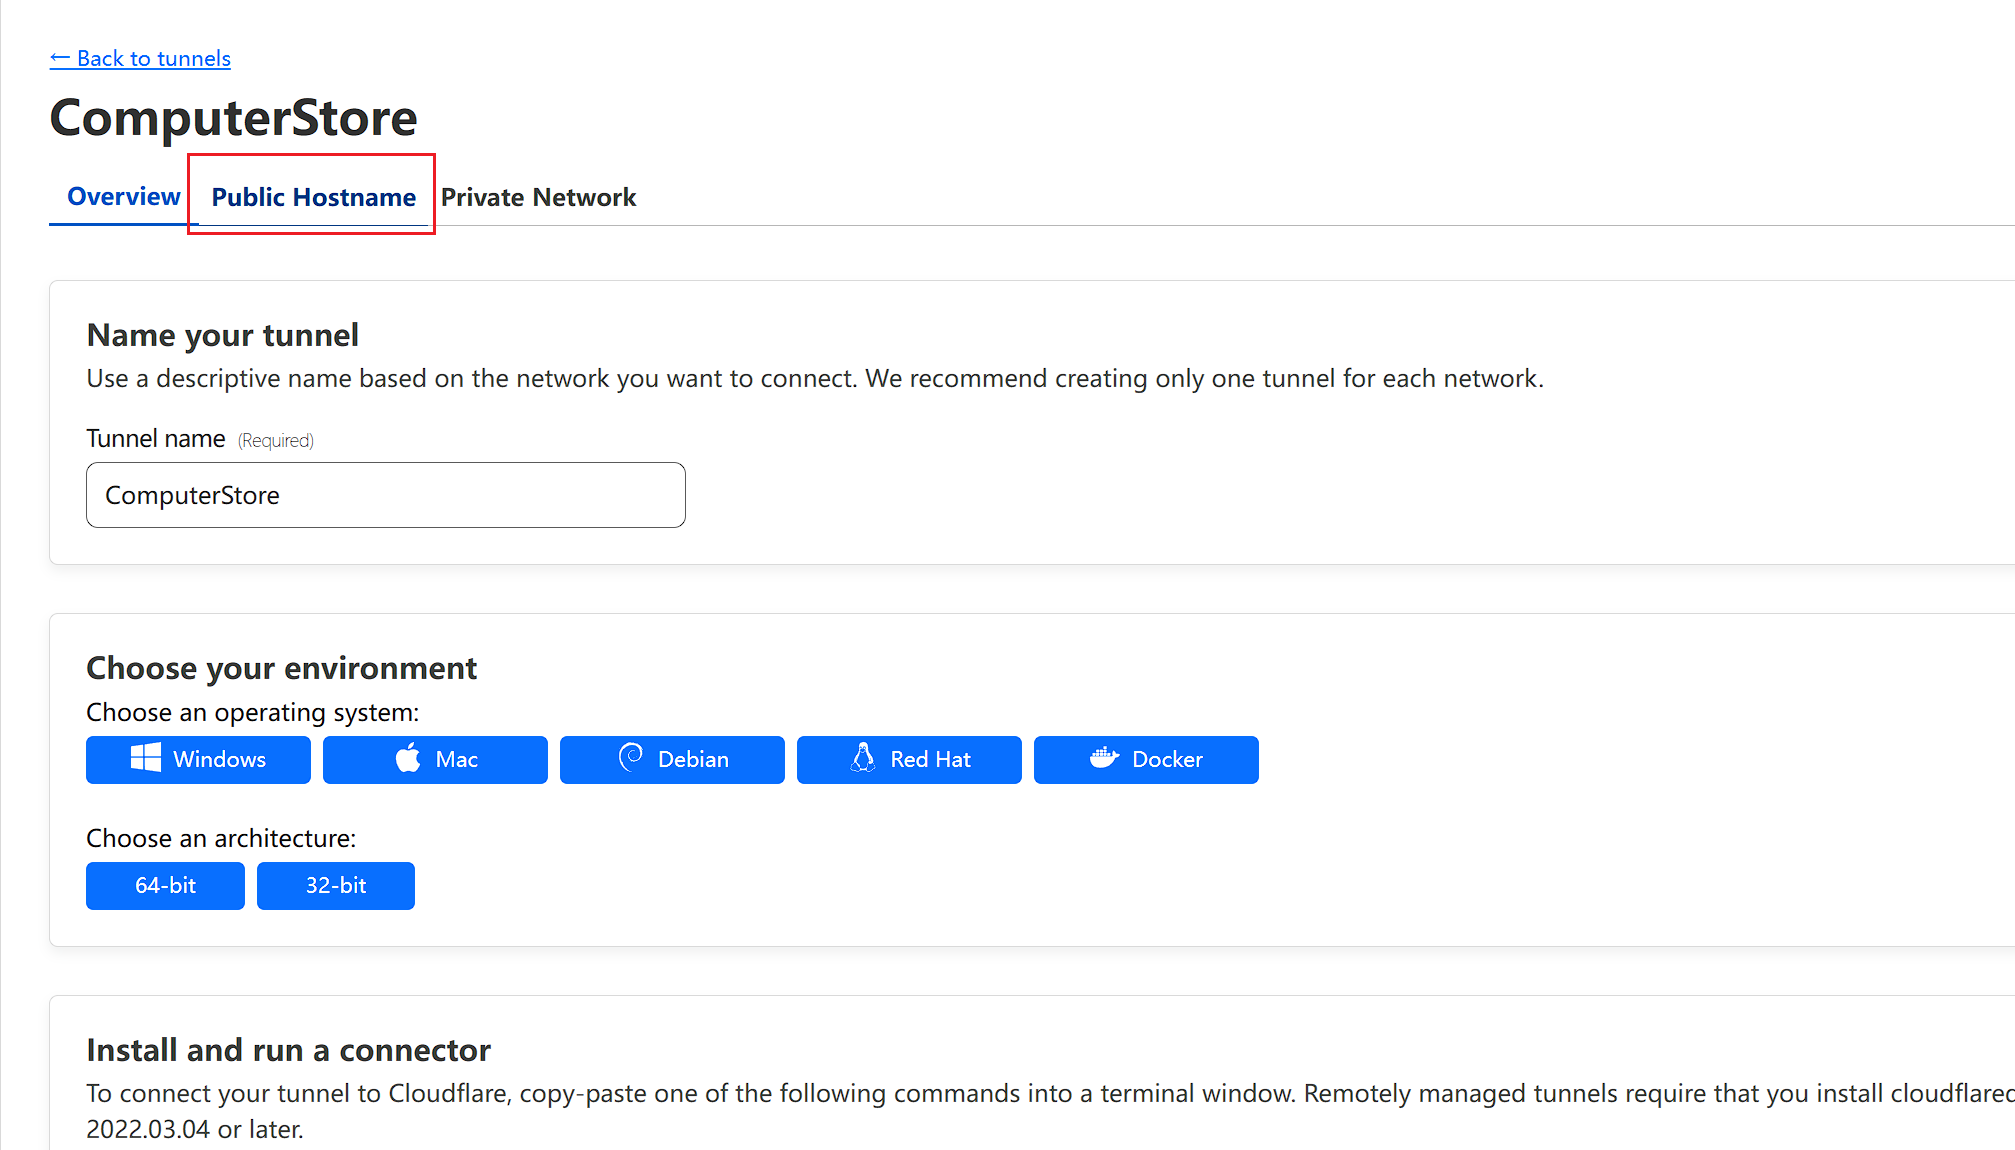 ← Back to tunnels
ComputerStore
Overview Public Hostname Private Network
Name your tunnel
Use a descriptive name based on the network you want to connect. We recommend creating only one tunnel for each network.
Tunnel name (Required)
ComputerStore
Choose your environment
Choose an operating system:
Windows Mac Debian Red Hat Docker
Choose an architecture:
64-bit 32-bit
Install and run a connector
To connect your tunnel to Cloudflare, copy-paste one of the following commands into a terminal window. Remotely managed tunnels require that you install cloudflared
2022.03.04 or later.